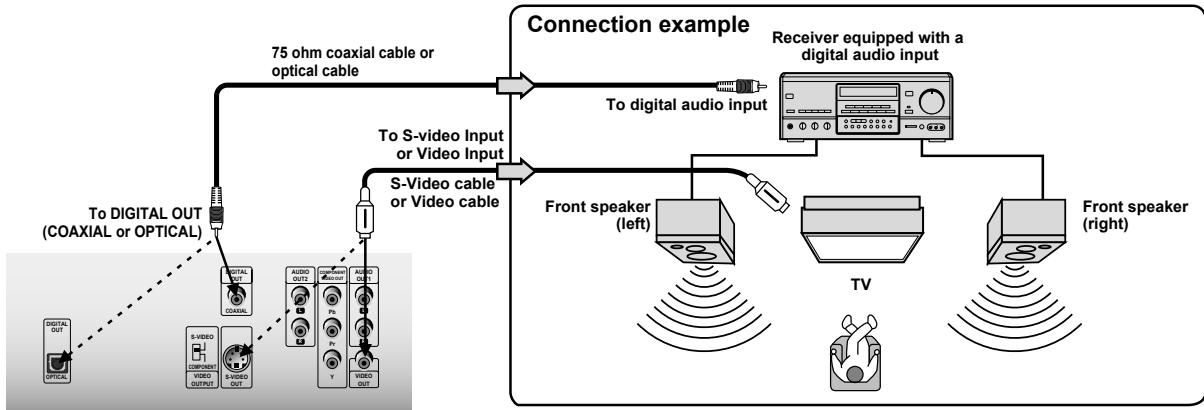 Connection example
75 ohm coaxial cable or
optical cable
Receiver equipped with a
digital audio input
To digital audio input
To S-video Input
or Video Input
S-Video cable
or Video cable
To DIGITAL OUT
(COAXIAL or OPTICAL)
Front speaker
(left)
Front speaker
(right)
TV
DIGITAL
OUT
COAXIAL
AUDIO
OUT2
L
R
COMPONENT
VIDEO OUT
Pb
Pr
Y
AUDIO
OUT1
L
VIDEO
OUT
DIGITAL
OUT
OPTICAL
S-VIDEO
COMPONENT
VIDEO
OUTPUT
S-VIDEO
OUT